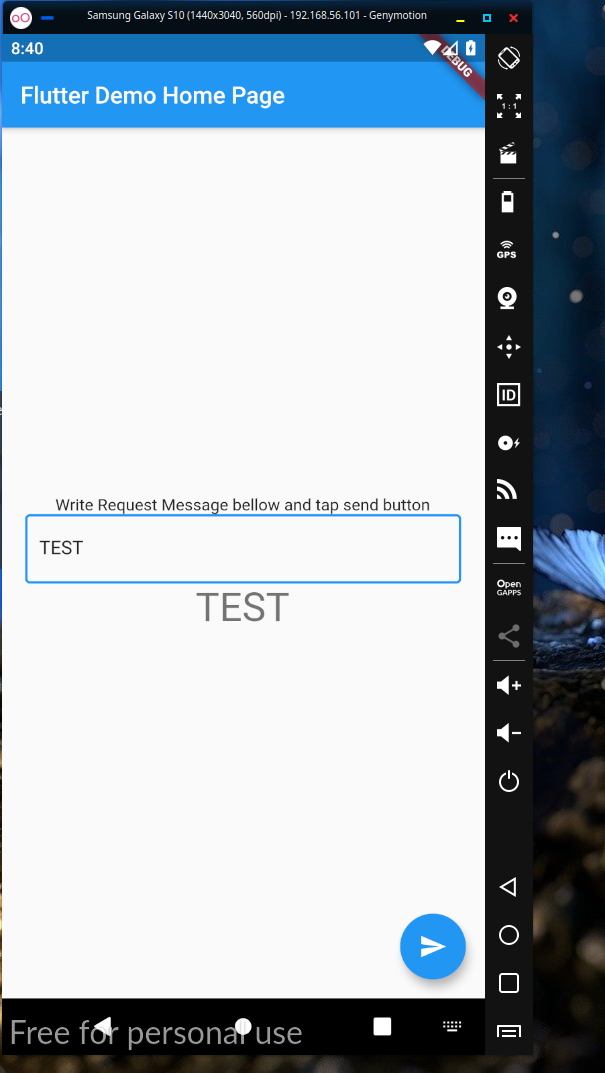 Samsung Galaxy S10 (1440x3040, 560dpi) - 192.168.56.101 - Genymotion
8:40
DEBUG
Flutter Demo Home Page
1:1
GPS
Write Request Message bellow and tap send button
TEST
TEST
ID
Open
GAPPS
Free for personal use